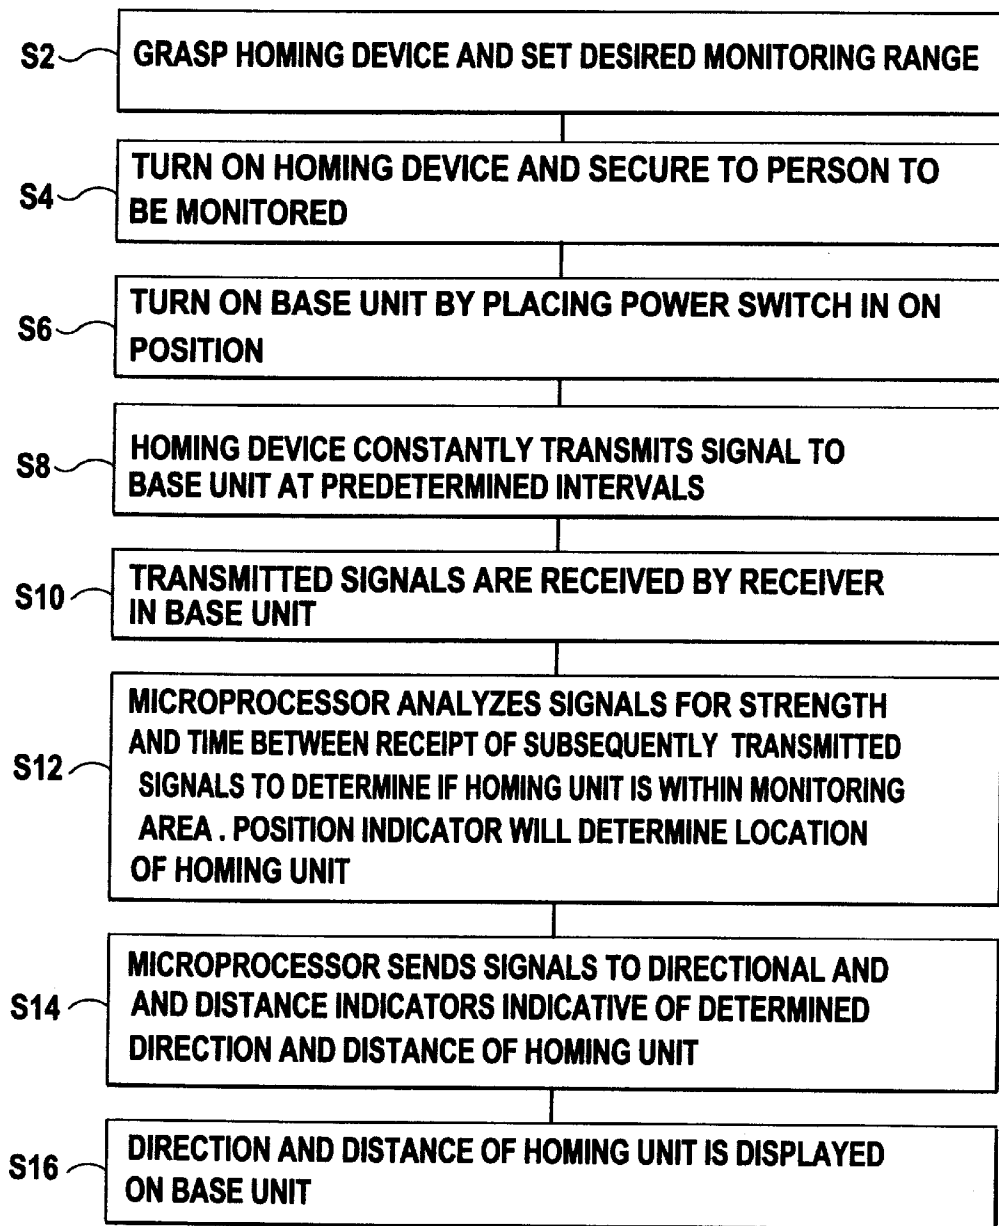 S2
GRASP HOMING DEVICE AND SET DESIRED MONITORING RANGE
S4
TURN ON HOMING DEVICE AND SECURE TO PERSON TO
BE MONITORED
S6
TURN ON BASE UNIT BY PLACING POWER SWITCH IN ON
POSITION
S8
HOMING DEVICE CONSTANTLY TRANSMITS SIGNAL TO
BASE UNIT AT PREDETERMINED INTERVALS
S10
TRANSMITTED SIGNALS ARE RECEIVED BY RECEIVER
IN BASE UNIT
S12
MICROPROCESSOR ANALYZES SIGNALS FOR STRENGTH
AND TIME BETWEEN RECEIPT OF SUBSEQUENTLY TRANSMITTED
SIGNALS TO DETERMINE IF HOMING UNIT IS WITHIN MONITORING
AREA . POSITION INDICATOR WILL DETERMINE LOCATION
OF HOMING UNIT
S14
MICROPROCESSOR SENDS SIGNALS TO DIRECTIONAL AND
AND DISTANCE INDICATORS INDICATIVE OF DETERMINED
DIRECTION AND DISTANCE OF HOMING UNIT
S16
DIRECTION AND DISTANCE OF HOMING UNIT IS DISPLAYED
ON BASE UNIT